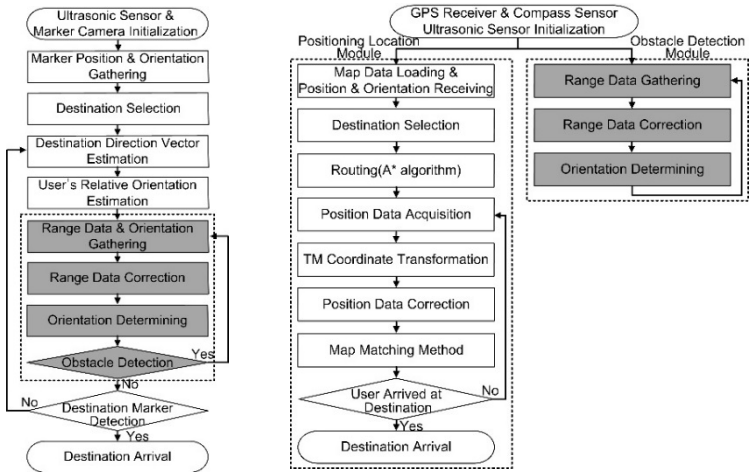 Ultrasonic Sensor &
Marker Camera Initialization
Marker Position & Orientation
Gathering
Destination Selection
Destination Direction Vector
Estimation
User's Relative Orientation
Estimation
Range Data & Orientation
Gathering
Range Data Correction
Orientation Determining
Obstacle Detection
Yes
No
Destination Marker
Detection
No
Yes
Destination Arrival
GPS Receiver & Compass Sensor
Ultrasonic Sensor Initialization
Positioning Location
Module
Map Data Loading &
Position & Orientation Receiving
Destination Selection
Routing(A* algorithm)
Position Data Acquisition
TM Coordinate Transformation
Position Data Correction
Map Matching Method
User Arrived at
Destination
No
Yes
Destination Arrival
Obstacle Detection
Module
Range Data Gathering
Range Data Correction
Orientation Determining